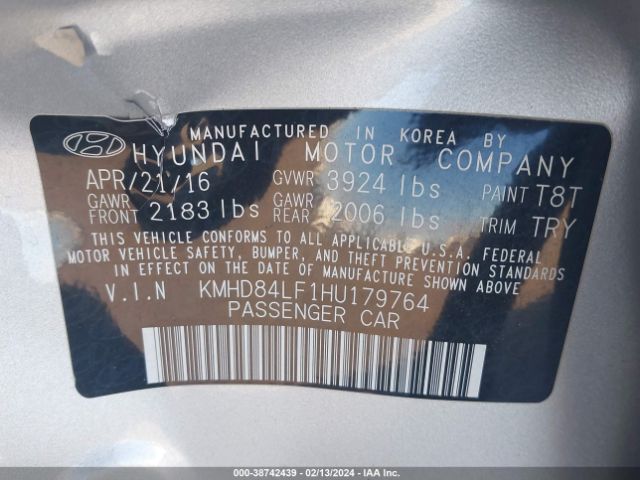 MANUFACTURED IN KOREA BY
HYUNDAI MOTOR COMPANY
APR/21/16 GVWR 3924 lbs PAINT T8T
GAWR FRONT 2183 lbs GAWR REAR 2006 lbs TRIM TRY
THIS VEHICLE CONFORMS TO ALL APPLICABLE U.S.A. FEDERAL
MOTOR VEHICLE SAFETY, BUMPER, AND THEFT PREVENTION STANDARDS
IN EFFECT ON THE DATE OF MANUFACTURE SHOWN ABOVE
V.I.N KMHD84LF1HU179764
PASSENGER CAR
000-38742439 - 02/13/2024 - IAAI.COM